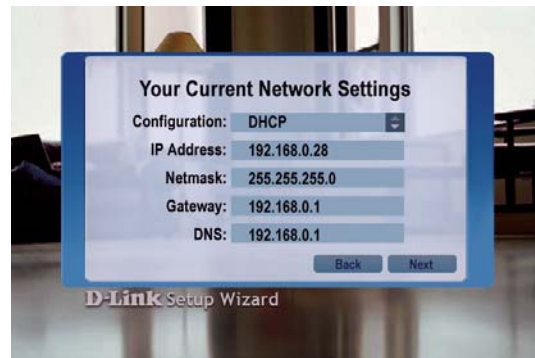 Your Current Network Settings
Configuration: DHCP
IP Address: 192.168.0.28
Netmask: 255.255.255.0
Gateway: 192.168.0.1
DNS: 192.168.0.1
Back Next
D-Link Setup Wizard